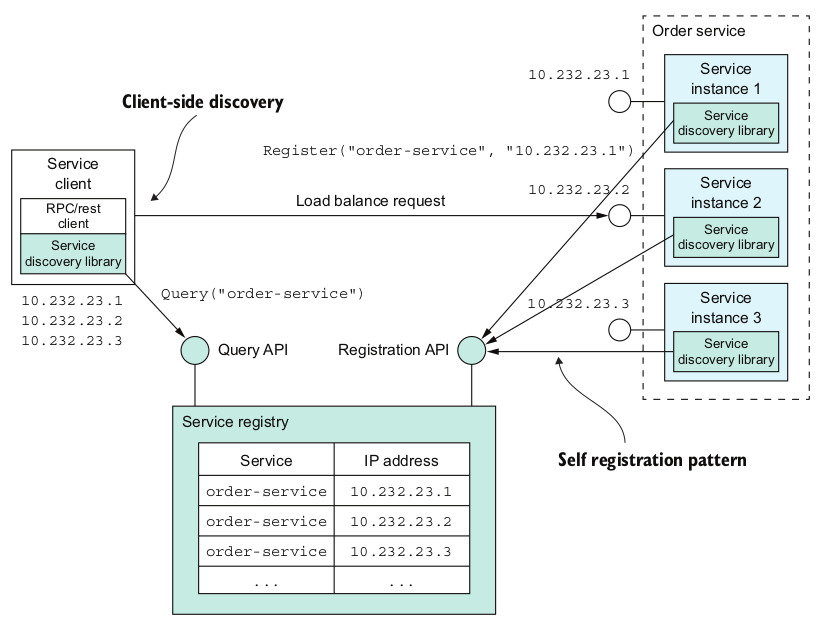 Order service
10.232.23.1
Service
instance 1
Service
discovery library
Client-side discovery
Register("order-service", "10.232.23.1")
Service
client
RPC/rest
client
Service
discovery library
10.232.23.1
10.232.23.2
10.232.23.3
Load balance request
10.232.23.2
Service
instance 2
Service
discovery library
Query("order-service")
10.232.23.3
Service
instance 3
Service
discovery library
Query API
Registration API
Self registration pattern
Service registry
Service IP address
order-service 10.232.23.1
order-service 10.232.23.2
order-service 10.232.23.3
... ...